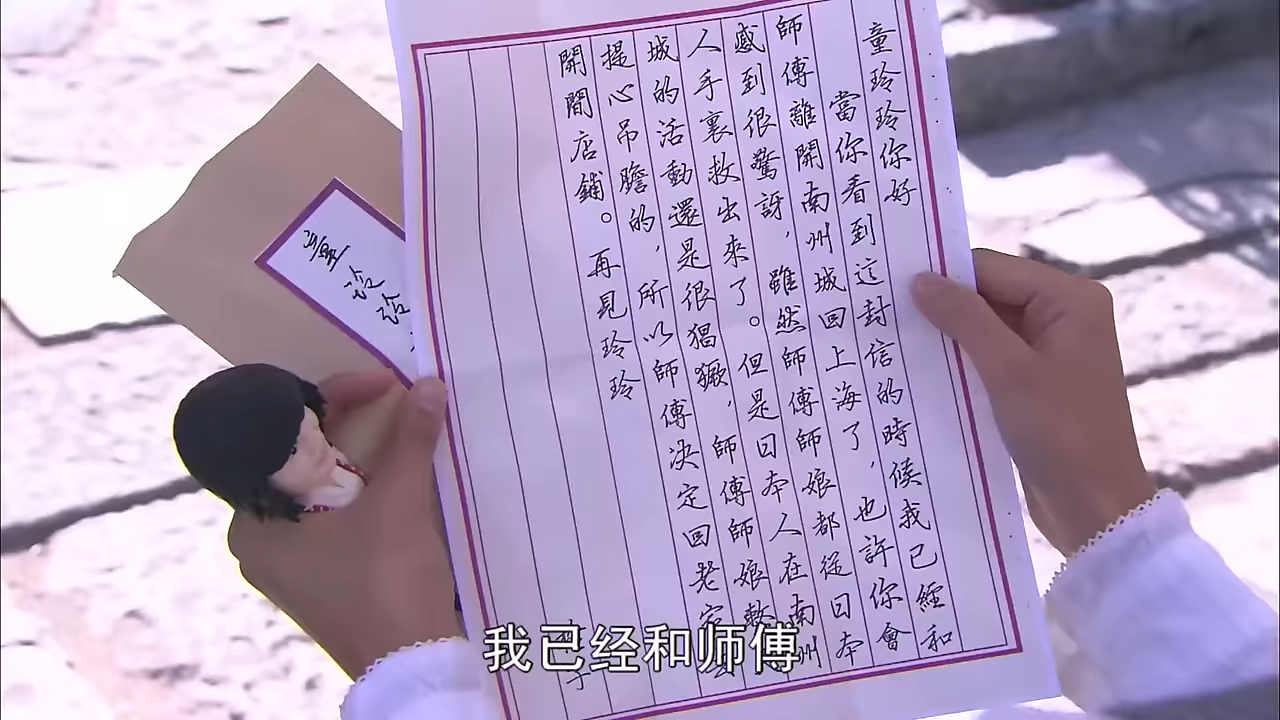 童玲玲你好
當你看到這封信的時候我已經和
師傅離開南州城回上海了，也許你會
感到很驚訝，雖然師傅師娘都從日本
人手裏救出來了。但是日本人在南州
城的活動還是很猖獗，師傅師娘
提心吊膽的，所以師傅決定回老家
開間店鋪。再見玲玲
子
童玲玲
我已经和师傅